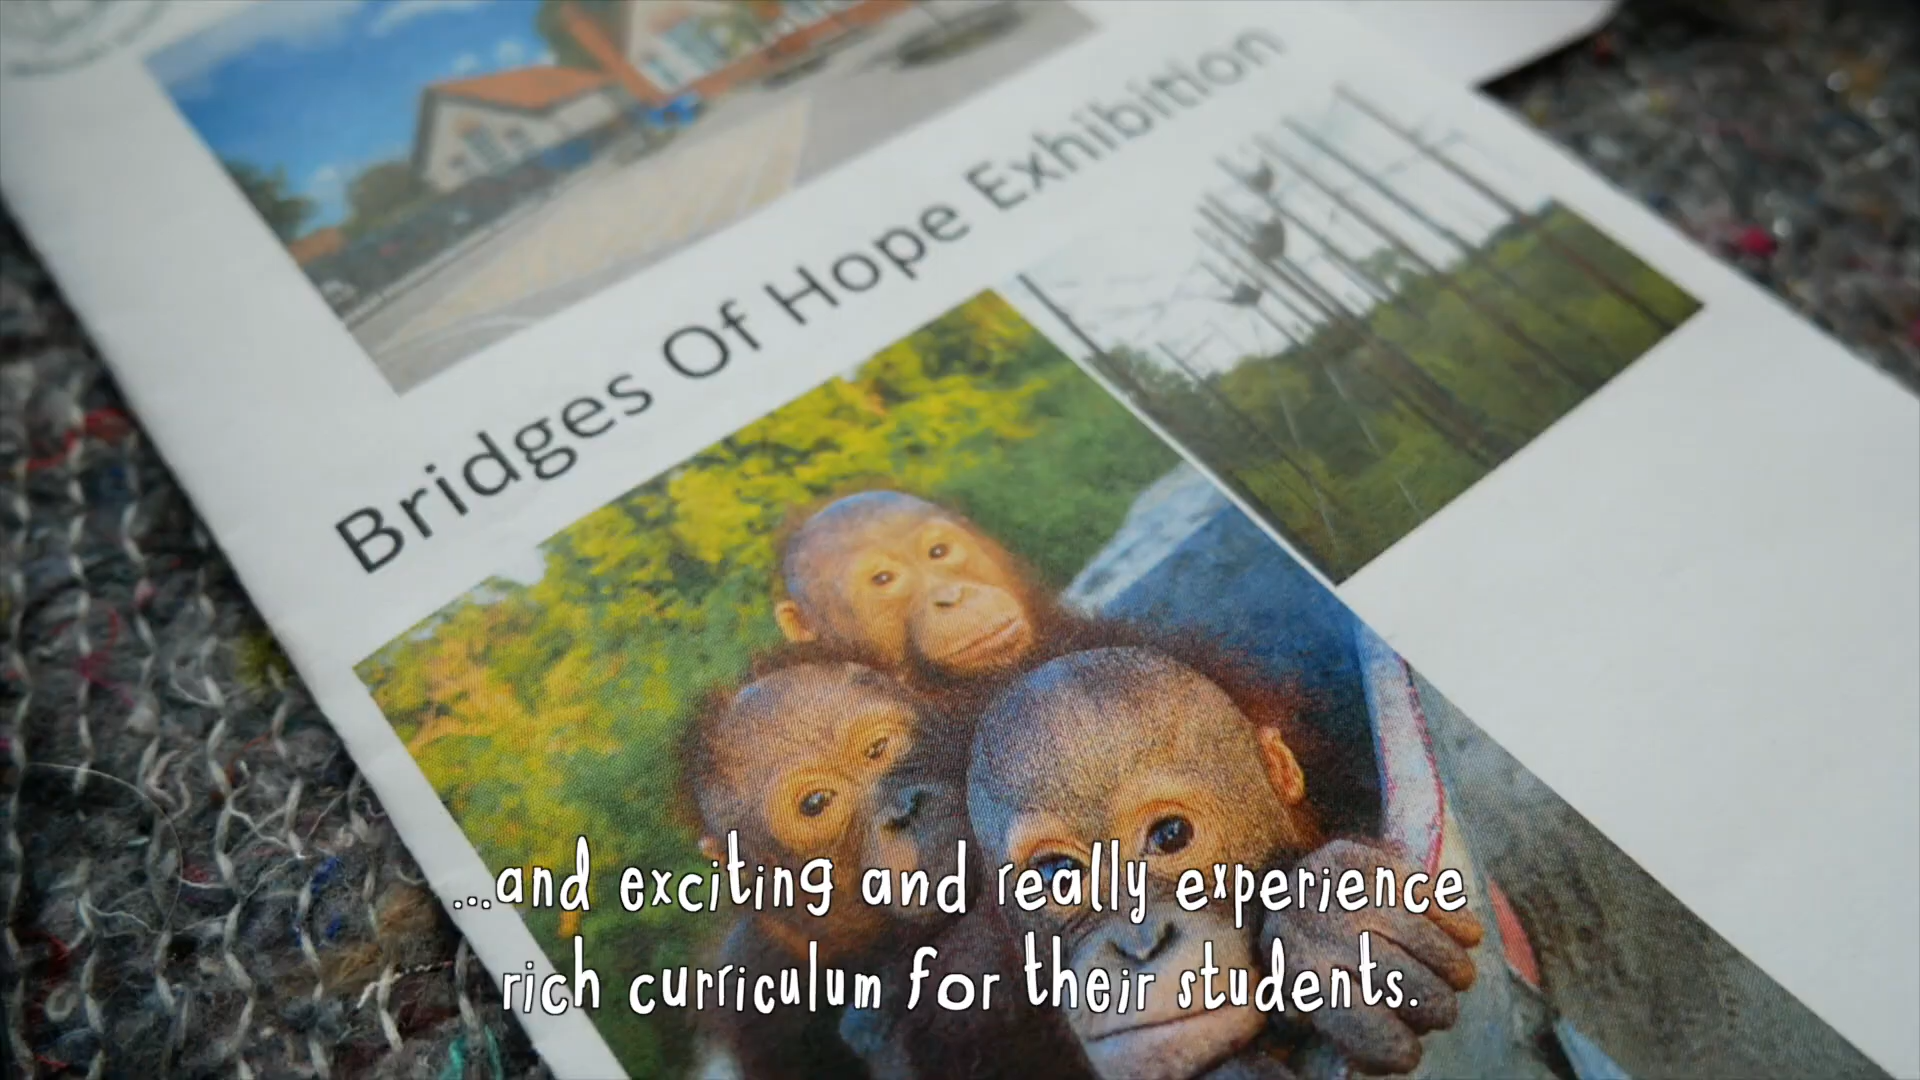 Bridges Of Hope Exhibition
...and exciting and really experience
rich curriculum for their students.